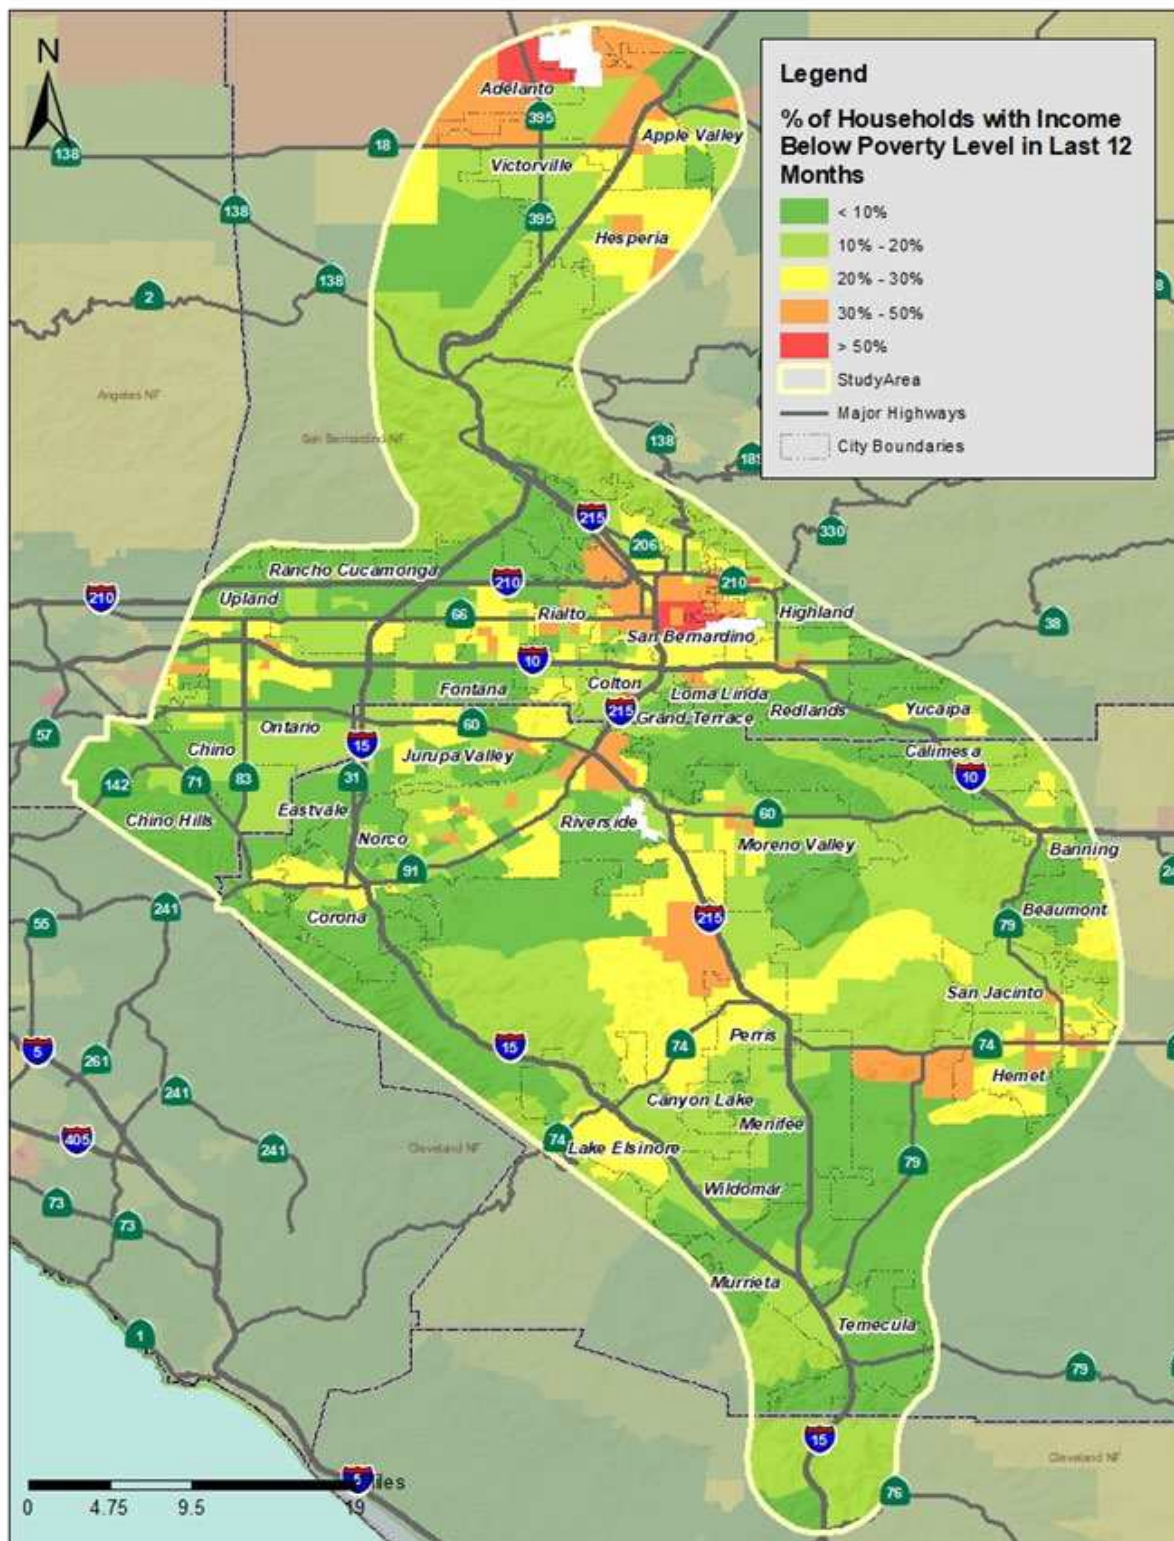 N
Legend
% of Households with Income
Below Poverty Level in Last 12
Months
< 10%
10% - 20%
20% - 30%
30% - 50%
> 50%
StudyArea
Major Highways
City Boundaries
Adelanto
395
Apple Valley
138
18
Victorville
138
395
Hesperia
138
2
Angeles NF
San Bernardino NF
138
215
330
206
Rancho Cucamonga
210
210
210
Upland
66
Rialto
Highland
38
San Bernardino
10
Fontana
Colton
Loma Linda
215
Grand Terrace
Redlands
Yucaipa
57
Ontario
60
Chino
15
Jurupa Valley
Calimesa
10
142
71
83
31
Eastvale
Chino Hills
Norco
Riverside
60
Moreno Valley
Banning
91
241
55
Corona
215
Beaumont
79
San Jacinto
5
261
15
74
Perris
74
Hemet
241
Canyon Lake
Menifee
405
241
Cleveland NF
74
Lake Elsinore
79
Wildomar
73
73
Murrieta
1
Temecula
79
15
Cleveland NF
5
iles
76
0
4.75
9.5
19